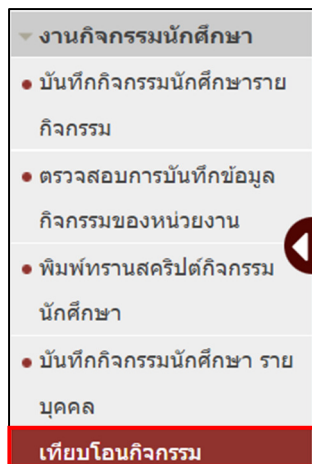 งานกิจกรรมนักศึกษา
บันทึกกิจกรรมนักศึกษาราย
กิจกรรม
ตรวจสอบการบันทึกข้อมูล
กิจกรรมของหน่วยงาน
พิมพ์ทรานสคริปต์กิจกรรม
นักศึกษา
บันทึกกิจกรรมนักศึกษา ราย
บุคคล
เทียบโอนกิจกรรม